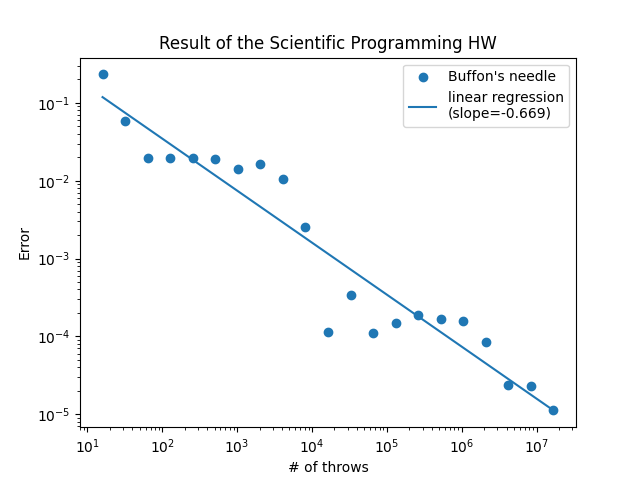 Result of the Scientific Programming HW
Buffon's needle
linear regression
(slope=-0.669)
Error
10⁻¹
10⁻²
10⁻³
10⁻⁴
10⁻⁵
10¹ 10² 10³ 10⁴ 10⁵ 10⁶ 10⁷
# of throws